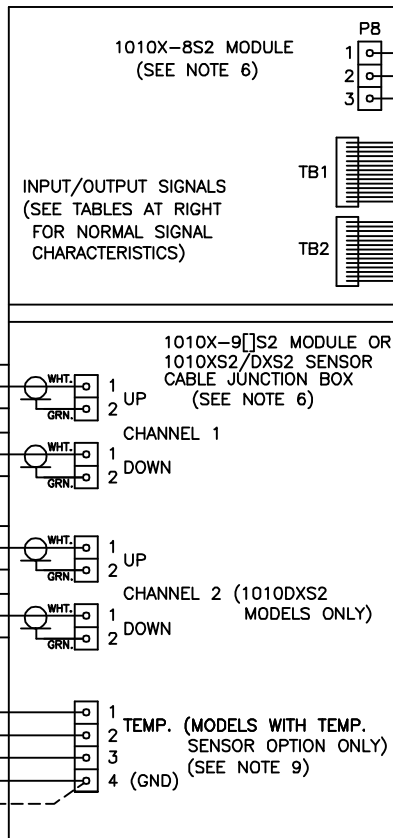 P8
1010X-8S2 MODULE
(SEE NOTE 6)
1
2
3
TB1
INPUT/OUTPUT SIGNALS
(SEE TABLES AT RIGHT
FOR NORMAL SIGNAL
CHARACTERISTICS)
TB2
1010X-9[]S2 MODULE OR
1010XS2/DXS2 SENSOR
CABLE JUNCTION BOX
(SEE NOTE 6)
WHT. 1
GRN. 2 UP
CHANNEL 1
WHT. 1
GRN. 2 DOWN
WHT. 1
GRN. 2 UP
CHANNEL 2 (1010DXS2
MODELS ONLY)
WHT. 1
GRN. 2 DOWN
1
2 TEMP. (MODELS WITH TEMP.
SENSOR OPTION ONLY)
3
(SEE NOTE 9)
4 (GND)